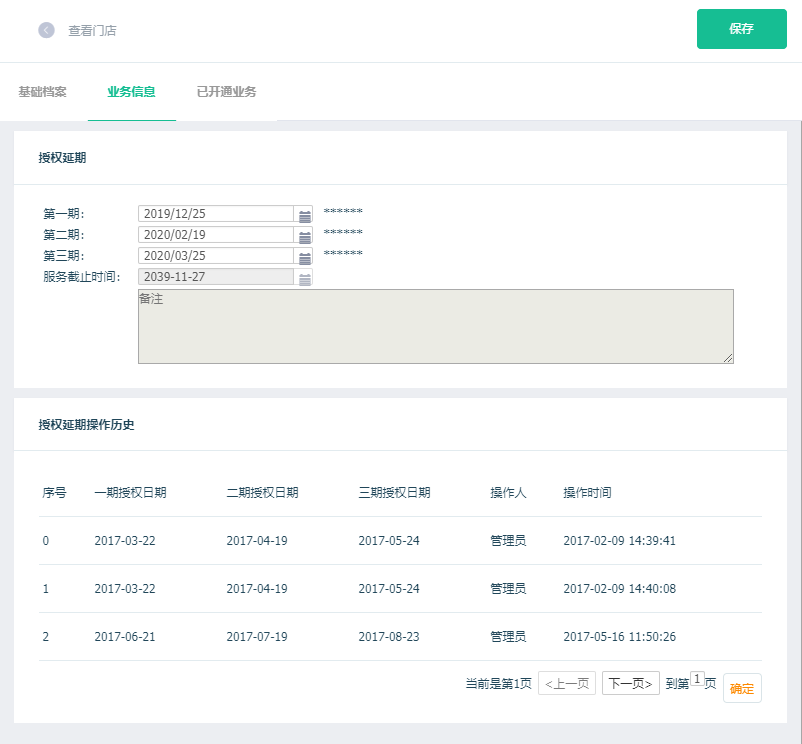 查看门店 保存
基础档案 业务信息 已开通业务
授权延期
第一期: 2019/12/25 ******
第二期: 2020/02/19 ******
第三期: 2020/03/25 ******
服务截止时间: 2039-11-27
备注
授权延期操作历史
序号 一期授权日期 二期授权日期 三期授权日期 操作人 操作时间
0 2017-03-22 2017-04-19 2017-05-24 管理员 2017-02-09 14:39:41
1 2017-03-22 2017-04-19 2017-05-24 管理员 2017-02-09 14:40:08
2 2017-06-21 2017-07-19 2017-08-23 管理员 2017-05-16 11:50:26
当前是第1页 <上一页 下一页> 到第1页 确定